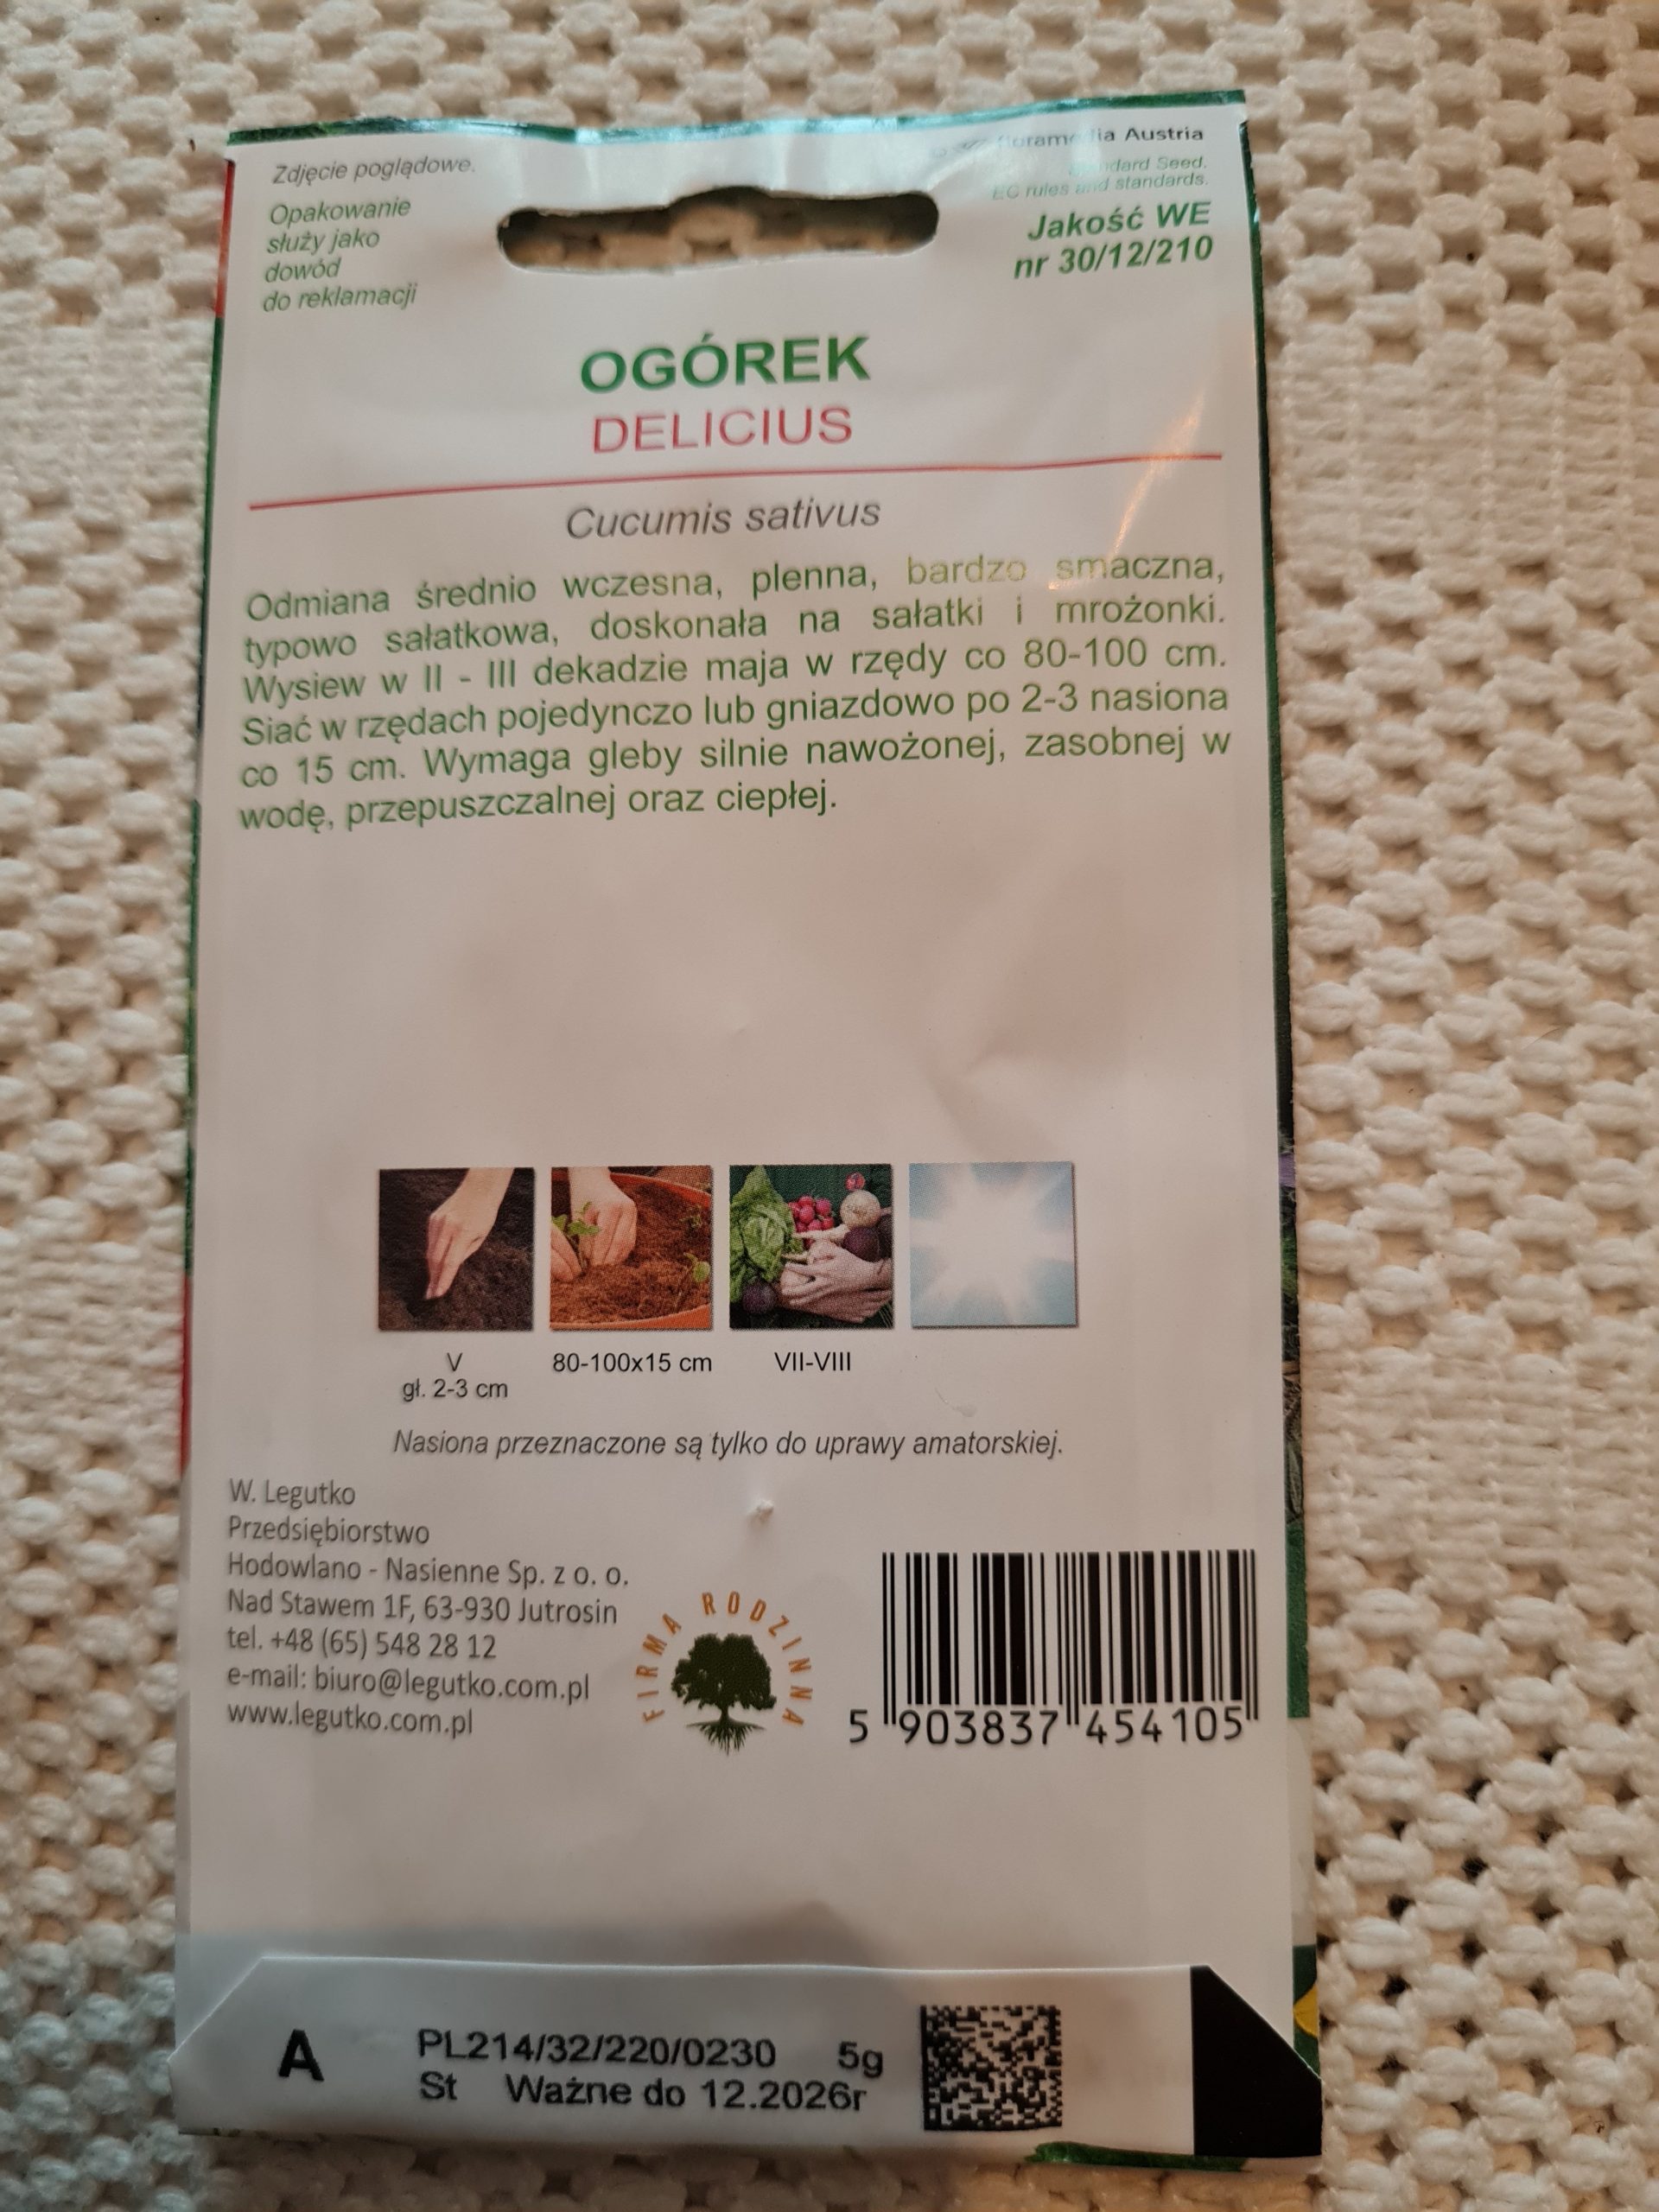 Zdjęcie poglądowe.
Opakowanie
służy jako
dowód
do reklamacji
Austria
Seed.
EC rules and standards.
Jakość WE
nr 30/12/210
OGÓREK
DELICIUS
Cucumis sativus
Odmiana średnio wczesna, plenna, bardzo smaczna,
typowo sałatkowa, doskonała na sałatki i mrożonki.
Wysiew w II - III dekadzie maja w rzędy co 80-100 cm.
Siać w rzędach pojedynczo lub gniazdowo po 2-3 nasiona
co 15 cm. Wymaga gleby silnie nawożonej, zasobnej w
wodę, przepuszczalnej oraz ciepłej.
V
gł. 2-3 cm
80-100x15 cm
VII-VIII
Nasiona przeznaczone są tylko do uprawy amatorskiej.
W. Legutko
Przedsiębiorstwo
Hodowlano - Nasienne Sp. z o. o.
Nad Stawem 1F, 63-930 Jutrosin
tel. +48 (65) 548 28 12
e-mail: biuro@legutko.com.pl
www.legutko.com.pl
FIRMA RODZINNA
5 903837 454105
A
PL214/32/220/0230 5g
St Ważne do 12.2026r